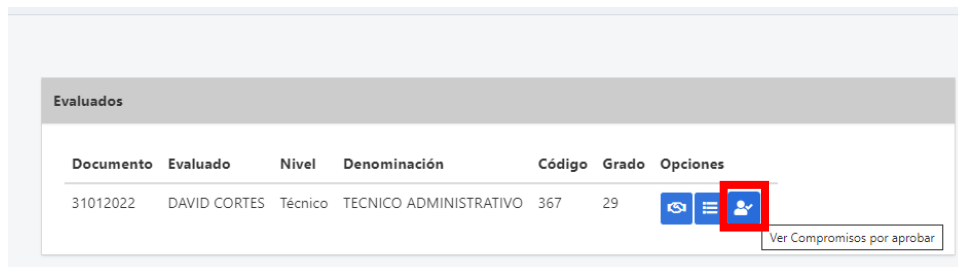 Evaluados
Documento Evaluado Nivel Denominación Código Grado Opciones
31012022 DAVID CORTES Técnico TECNICO ADMINISTRATIVO 367 29
Ver Compromisos por aprobar